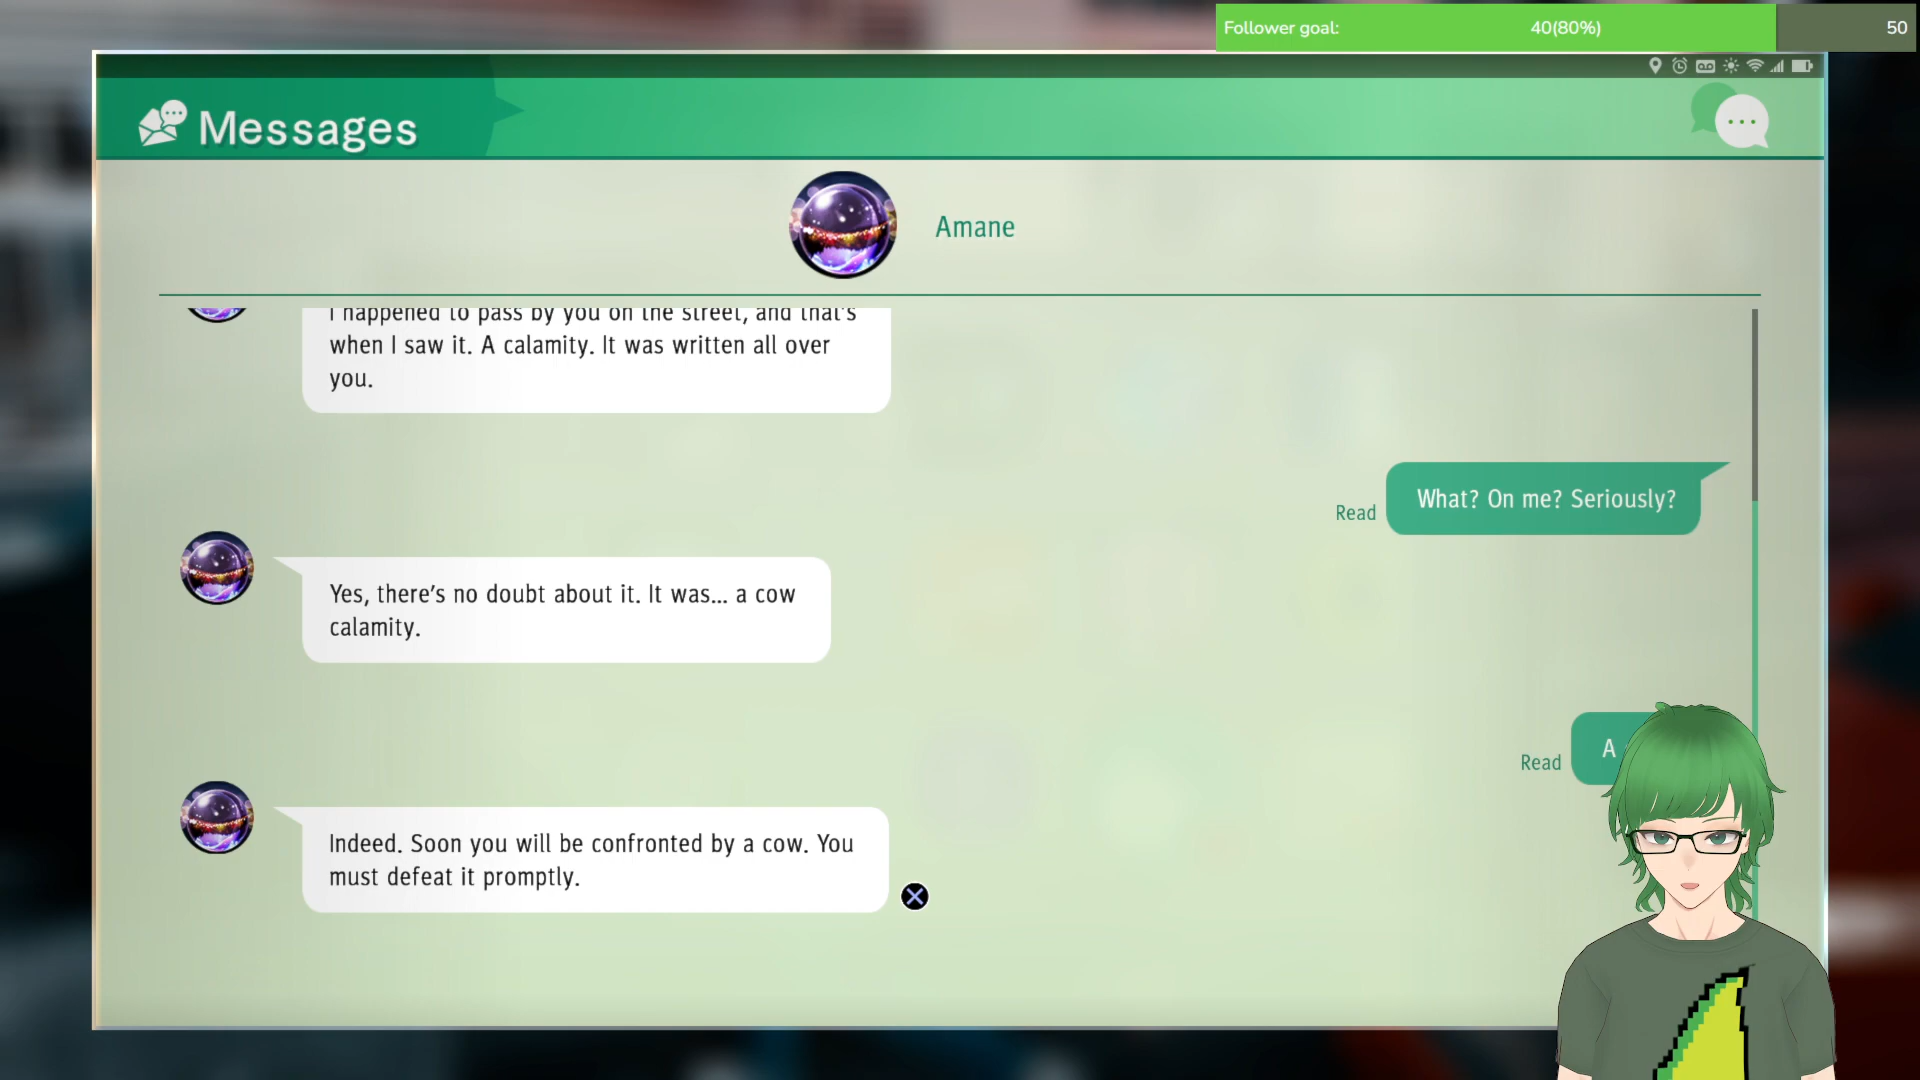 Follower goal: 40(80%) 50
Messages
Amane
I happened to pass by you on the street, and that's
when I saw it. A calamity. It was written all over
you.
What? On me? Seriously?
Read
Yes, there's no doubt about it. It was... a cow
calamity.
A
Read
Indeed. Soon you will be confronted by a cow. You
must defeat it promptly.